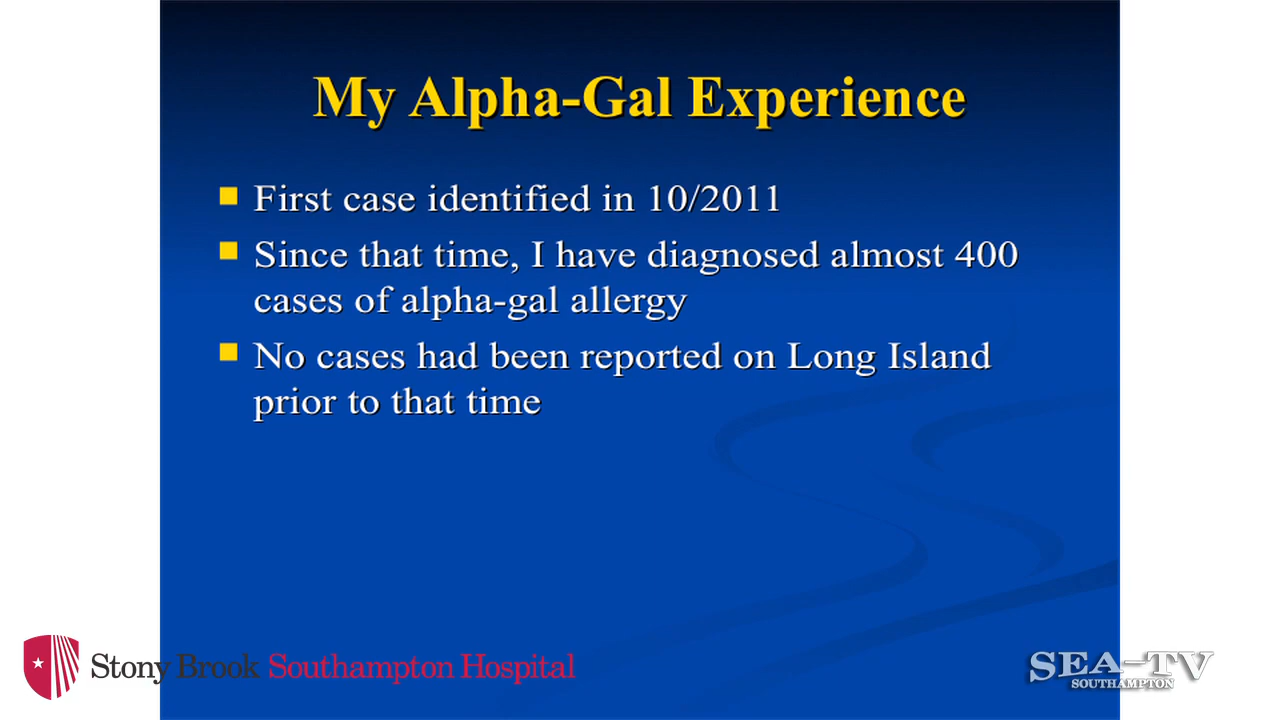 My Alpha-Gal Experience
First case identified in 10/2011
Since that time, I have diagnosed almost 400
cases of alpha-gal allergy
No cases had been reported on Long Island
prior to that time
Stony Brook Southampton Hospital
SEA-TV
SOUTHAMPTON